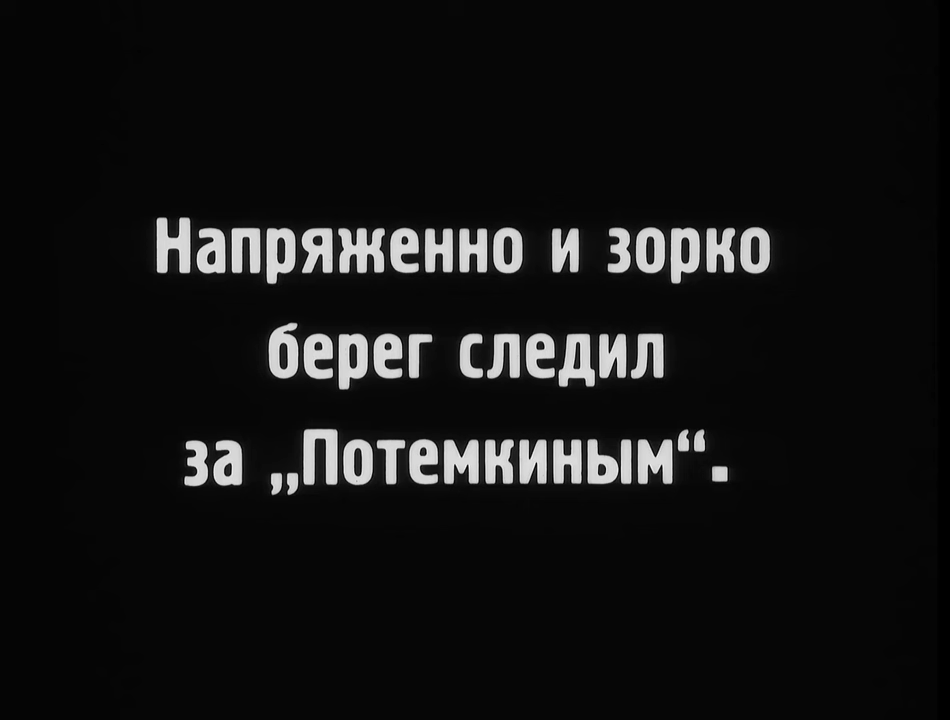 Напряженно и зорко
берег следил
за „Потемкиным“.